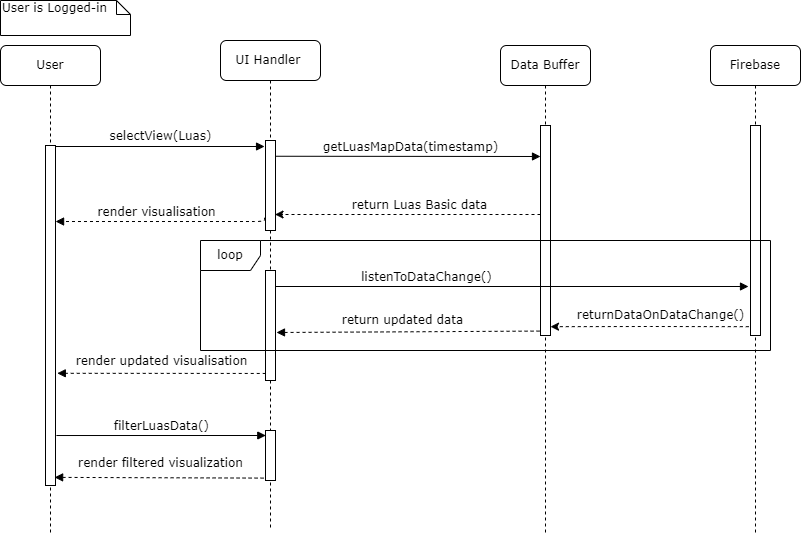 User is Logged-in
User
UI Handler
Data Buffer
Firebase
selectView(Luas)
getLuasMapData(timestamp)
return Luas Basic data
render visualisation
loop
listenToDataChange()
returnDataOnDataChange()
return updated data
render updated visualisation
filterLuasData()
render filtered visualization